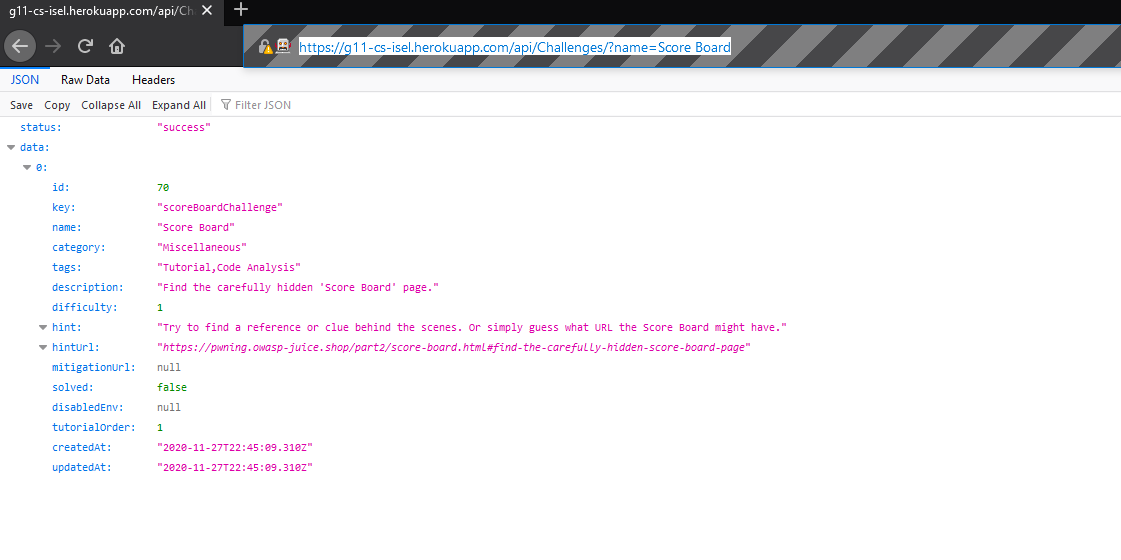 g11-cs-isel.herokuapp.com/api/Ch
https://g11-cs-isel.herokuapp.com/api/Challenges/?name=Score Board
JSON Raw Data Headers
Save Copy Collapse All Expand All Filter JSON
status: "success"
data:
0:
id: 70
key: "scoreBoardChallenge"
name: "Score Board"
category: "Miscellaneous"
tags: "Tutorial,Code Analysis"
description: "Find the carefully hidden 'Score Board' page."
difficulty: 1
hint: "Try to find a reference or clue behind the scenes. Or simply guess what URL the Score Board might have."
hintUrl: "https://pwning.owasp-juice.shop/part2/score-board.html#find-the-carefully-hidden-score-board-page"
mitigationUrl: null
solved: false
disabledEnv: null
tutorialOrder: 1
createdAt: "2020-11-27T22:45:09.310Z"
updatedAt: "2020-11-27T22:45:09.310Z"